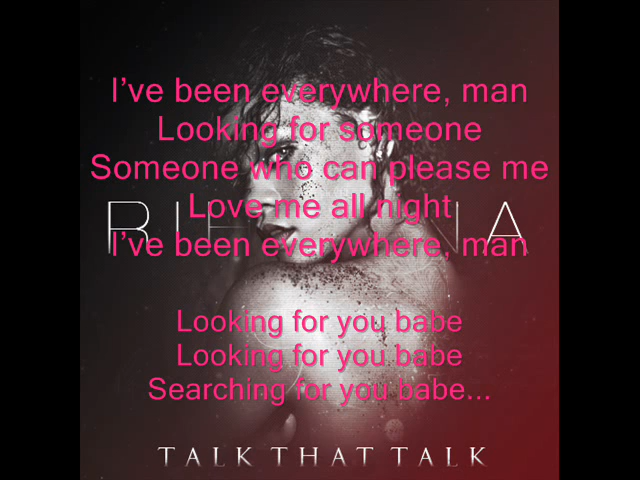 I've been everywhere, man
Looking for someone
Someone who can please me
Love me all night
RIHANNA
I've been everywhere, man
Looking for you babe
Looking for you babe
Searching for you babe...
TALK THAT TALK